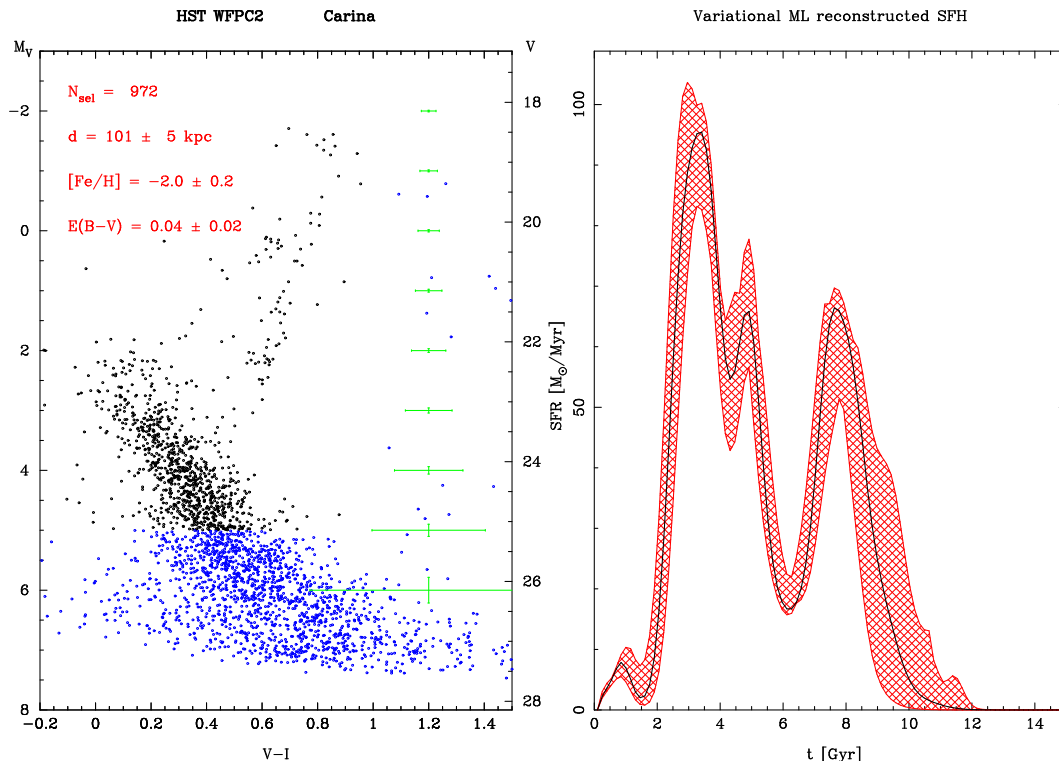 HST WFPC2 Carina
Variational ML reconstructed SFH
M_V
V
N_sel = 972
d = 101 ± 5 kpc
[Fe/H] = −2.0 ± 0.2
E(B−V) = 0.04 ± 0.02
-2
0
2
4
6
8
18
20
22
24
26
28
-0.2 0 0.2 0.4 0.6 0.8 1 1.2 1.4
V−I
SFR [M_⊙/Myr]
100
50
0
0 2 4 6 8 10 12 14
t [Gyr]